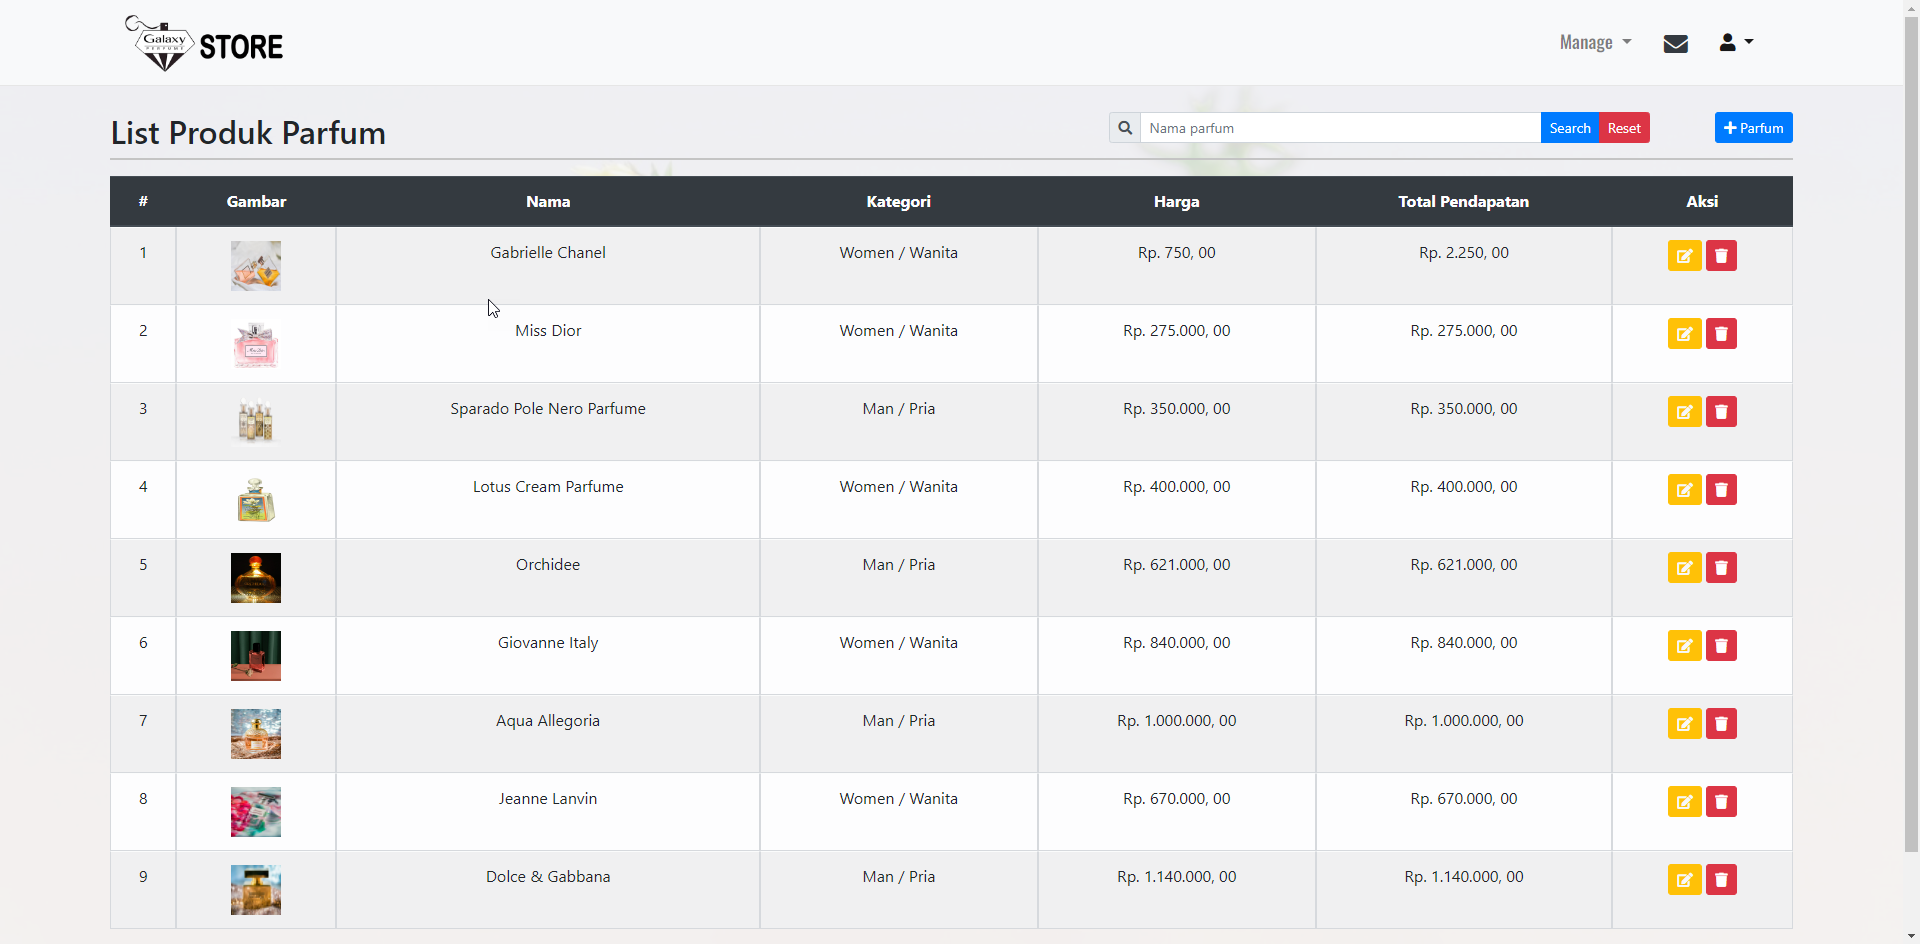 Galaxy
PERFUME
STORE
Manage
List Produk Parfum
Nama parfum
Search
Reset
Parfum
# Gambar Nama Kategori Harga Total Pendapatan Aksi
1 Gabrielle Chanel Women / Wanita Rp. 750, 00 Rp. 2.250, 00
2 Miss Dior Women / Wanita Rp. 275.000, 00 Rp. 275.000, 00
3 Sparado Pole Nero Parfume Man / Pria Rp. 350.000, 00 Rp. 350.000, 00
4 Lotus Cream Parfume Women / Wanita Rp. 400.000, 00 Rp. 400.000, 00
5 Orchidee Man / Pria Rp. 621.000, 00 Rp. 621.000, 00
6 Giovanne Italy Women / Wanita Rp. 840.000, 00 Rp. 840.000, 00
7 Aqua Allegoria Man / Pria Rp. 1.000.000, 00 Rp. 1.000.000, 00
8 Jeanne Lanvin Women / Wanita Rp. 670.000, 00 Rp. 670.000, 00
9 Dolce & Gabbana Man / Pria Rp. 1.140.000, 00 Rp. 1.140.000, 00